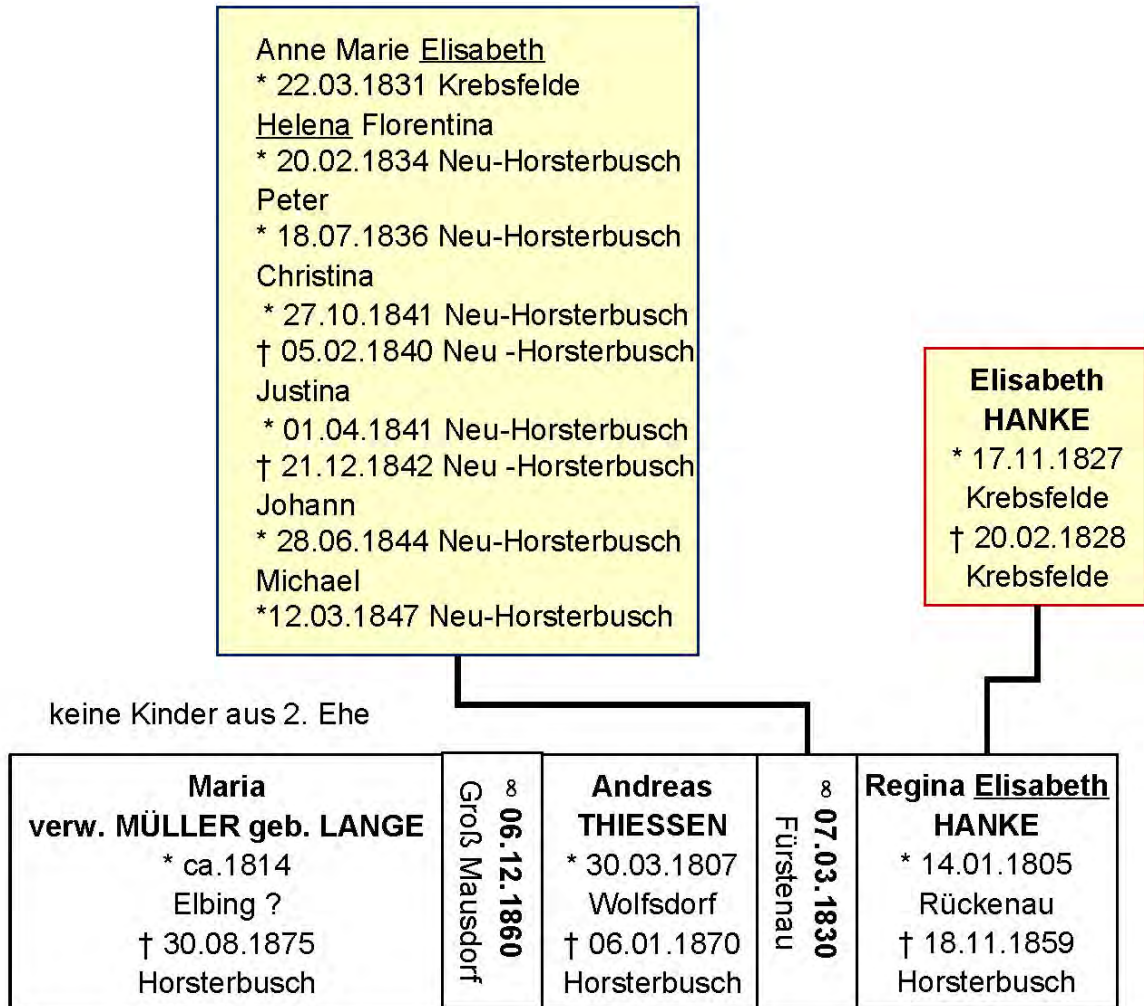 Anne Marie Elisabeth
* 22.03.1831 Krebsfelde
Helena Florentina
* 20.02.1834 Neu-Horsterbusch
Peter
* 18.07.1836 Neu-Horsterbusch
Christina
* 27.10.1841 Neu-Horsterbusch
† 05.02.1840 Neu -Horsterbusch
Justina
* 01.04.1841 Neu-Horsterbusch
† 21.12.1842 Neu -Horsterbusch
Johann
* 28.06.1844 Neu-Horsterbusch
Michael
*12.03.1847 Neu-Horsterbusch
Elisabeth
HANKE
* 17.11.1827
Krebsfelde
† 20.02.1828
Krebsfelde
keine Kinder aus 2. Ehe
Maria
verw. MÜLLER geb. LANGE
* ca.1814
Elbing ?
† 30.08.1875
Horsterbusch
∞ 06.12.1860
Groß Mausdorf
Andreas
THIESSEN
* 30.03.1807
Wolfsdorf
† 06.01.1870
Horsterbusch
∞ 07.03.1830
Fürstenau
Regina Elisabeth
HANKE
* 14.01.1805
Rückenau
† 18.11.1859
Horsterbusch